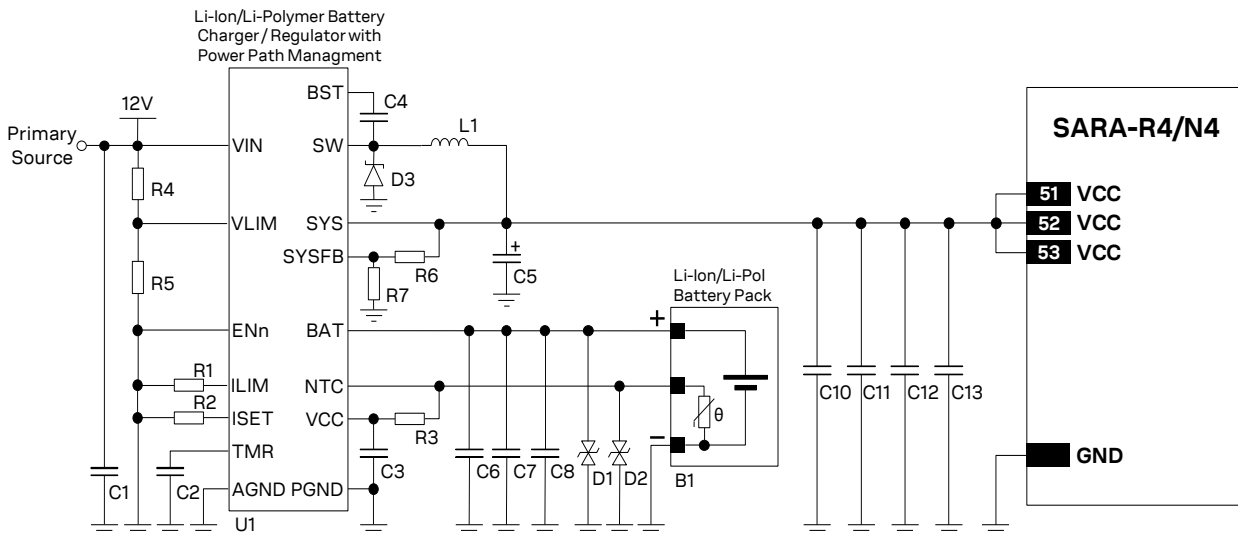 Li-Ion/Li-Polymer Battery
Charger / Regulator with
Power Path Managment
BST
C4
12V
L1
SARA-R4/N4
Primary
Source
VIN
SW
R4
D3
51 VCC
VLIM
SYS
52 VCC
SYSFB
R6
C5
+
53 VCC
R5
R7
Li-Ion/Li-Pol
Battery Pack
ENn
BAT
+
R1
ILIM
NTC
C10
C11
C12
C13
R2
ISET
VCC
R3
θ
TMR
–
GND
C1
C2
AGND PGND
C3
C6
C7
C8
D1
D2
B1
U1